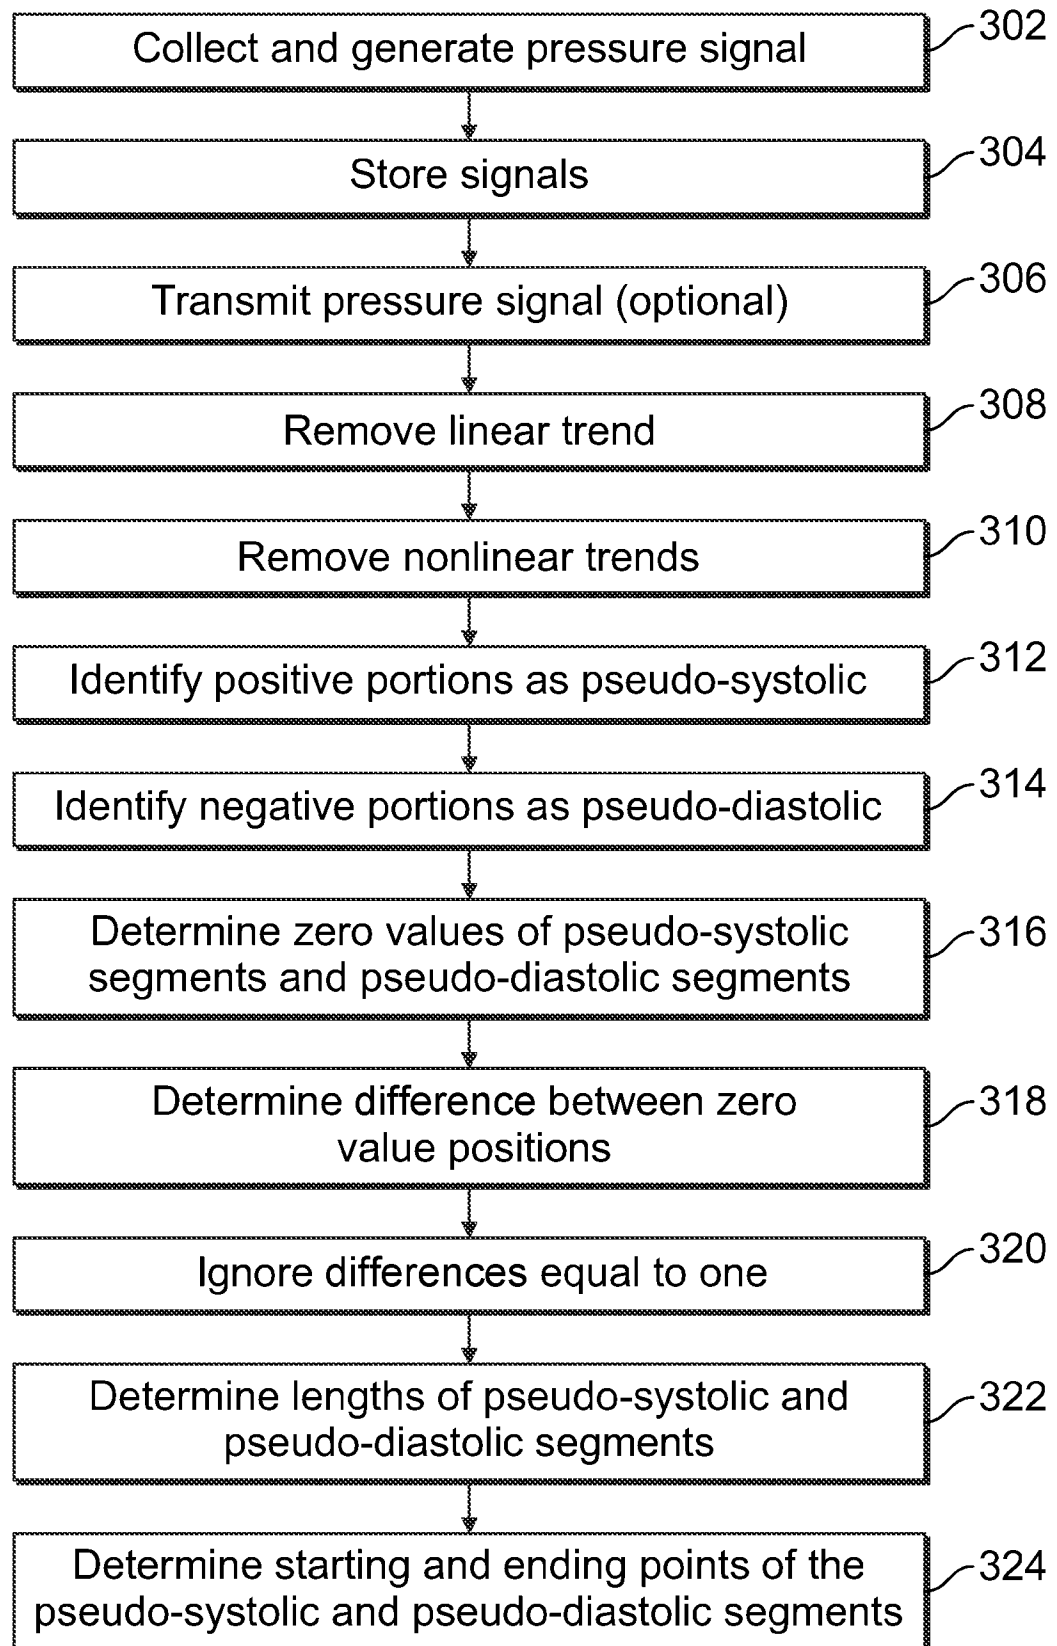 Collect and generate pressure signal
302
Store signals
304
Transmit pressure signal (optional)
306
Remove linear trend
308
Remove nonlinear trends
310
Identify positive portions as pseudo-systolic
312
Identify negative portions as pseudo-diastolic
314
Determine zero values of pseudo-systolic
segments and pseudo-diastolic segments
316
Determine difference between zero
value positions
318
Ignore differences equal to one
320
Determine lengths of pseudo-systolic and
pseudo-diastolic segments
322
Determine starting and ending points of the
pseudo-systolic and pseudo-diastolic segments
324